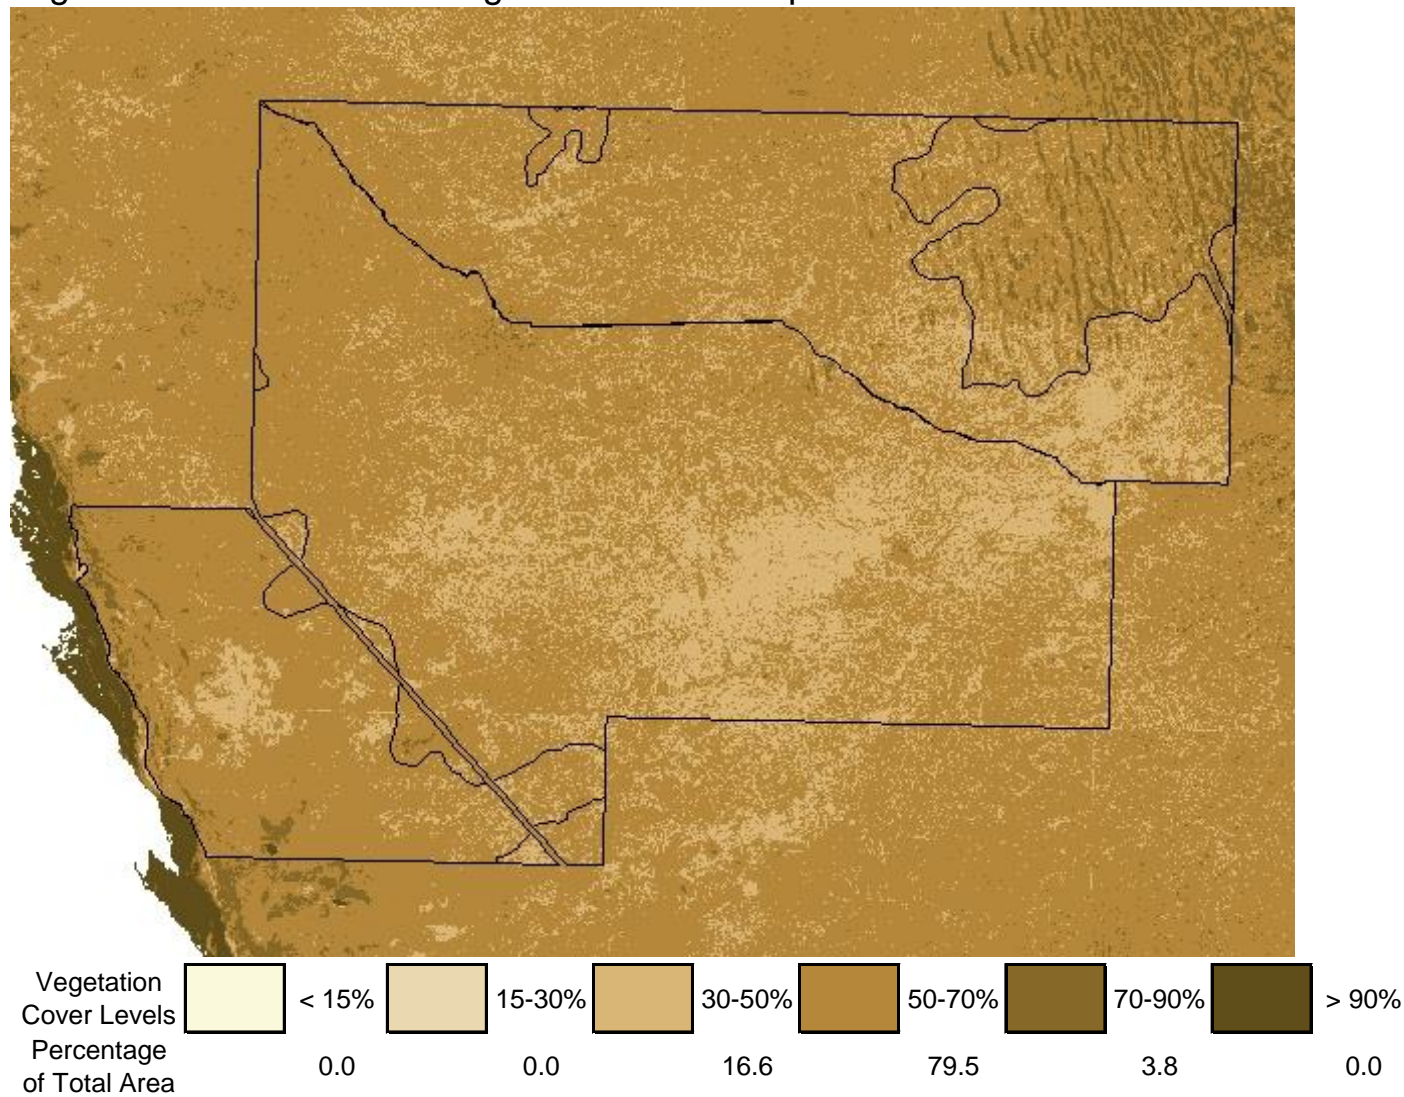 Vegetation
Cover Levels
< 15% 15-30% 30-50% 50-70% 70-90% > 90%
Percentage
of Total Area
0.0 0.0 16.6 79.5 3.8 0.0